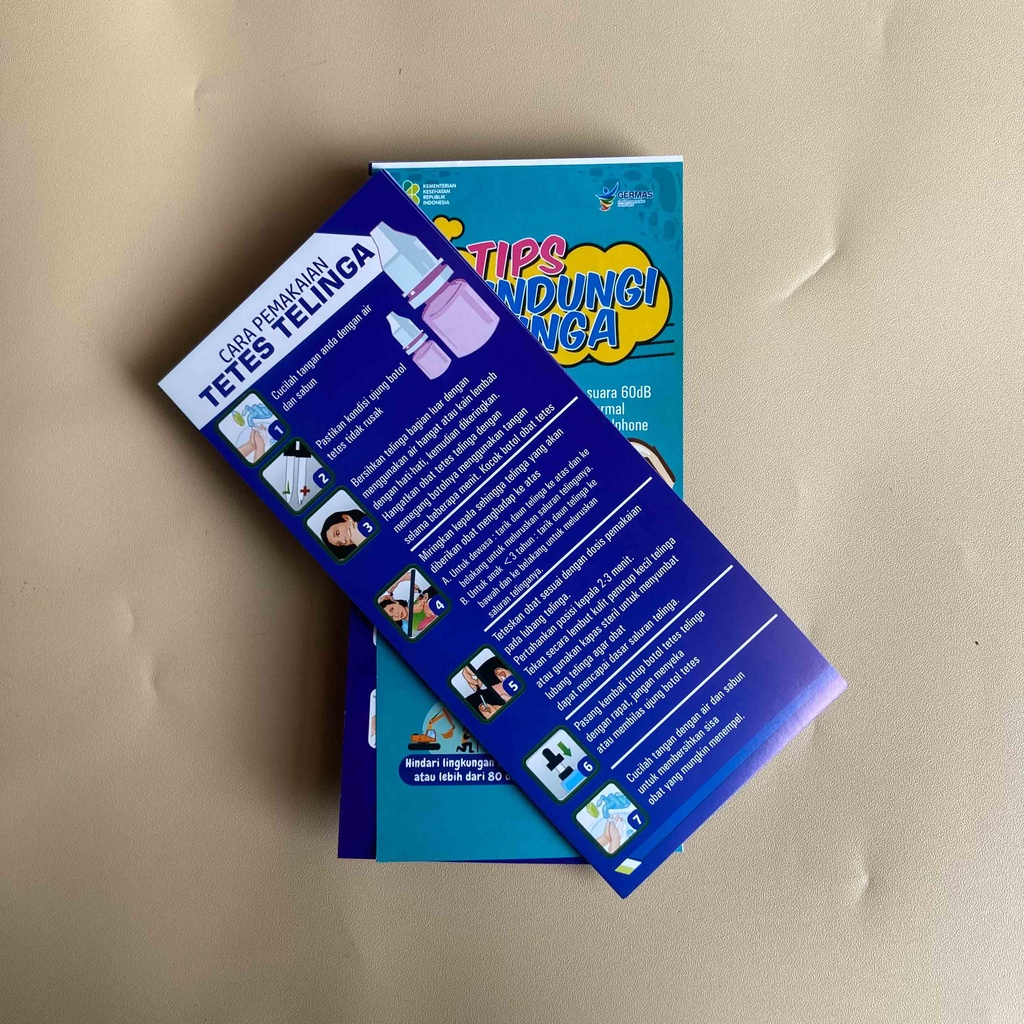 CARA PEMAKAIAN
TETES TELINGA
1
Cucilah tangan anda dengan air
dan sabun
2
Pastikan kondisi ujung botol
tetes tidak rusak
3
Bersihkan telinga bagian luar dengan
menggunakan air hangat atau kain lembab
dengan hati-hati, kemudian dikeringkan.
Hangatkan obat tetes telinga dengan
memegang botolnya menggunakan tangan
selama beberapa menit. Kocok botol obat tetes
4
Miringkan kepala sehingga telinga yang akan
diberikan obat menghadap ke atas
A. Untuk dewasa : tarik daun telinga ke atas dan ke
belakang untuk meluruskan saluran telinganya.
B. Untuk anak <3 tahun : tarik daun telinga ke
bawah dan ke belakang untuk meluruskan
saluran telinganya.
5
Teteskan obat sesuai dengan dosis pemakaian
pada lubang telinga.
Pertahankan posisi kepala 2-3 menit.
Tekan secara lembut kulit penutup kecil telinga
atau gunakan kapas steril untuk menyumbat
lubang telinga agar obat
dapat mencapai dasar saluran telinga.
6
Pasang kembali tutup botol tetes telinga
dengan rapat, jangan menyeka
atau membilas ujung botol tetes
7
Cucilah tangan dengan air dan sabun
untuk membersihkan sisa
obat yang mungkin menempel.
KEMENTERIAN
KESEHATAN
REPUBLIK
INDONESIA
GERMAS
TIPS
NDUNGI
NGA
suara 60dB
rmal
dphone
Hindari lingkungan
atau lebih dari 80 d